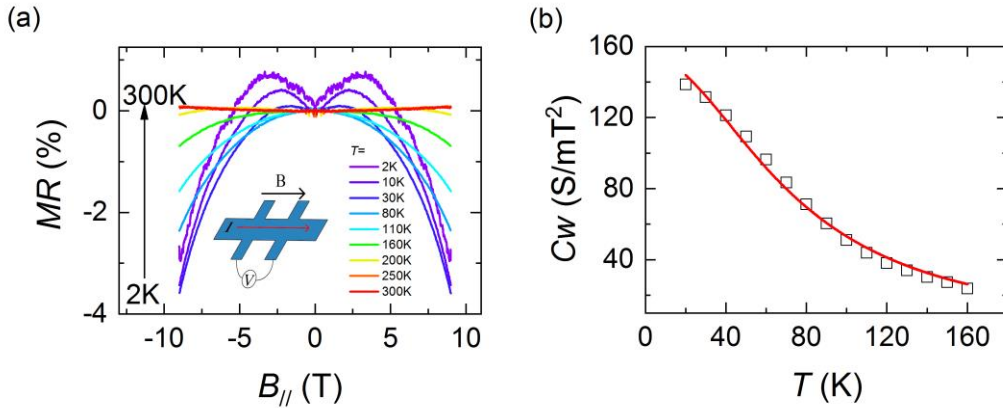 (a)
300K
2K
MR (%)
0
-2
-4
-10
-5
0
5
10
B// (T)
B
I
V
T=
2K
10K
30K
80K
110K
160K
200K
250K
300K
(b)
Cw (S/mT²)
160
120
80
40
0
0
40
80
120
160
T (K)